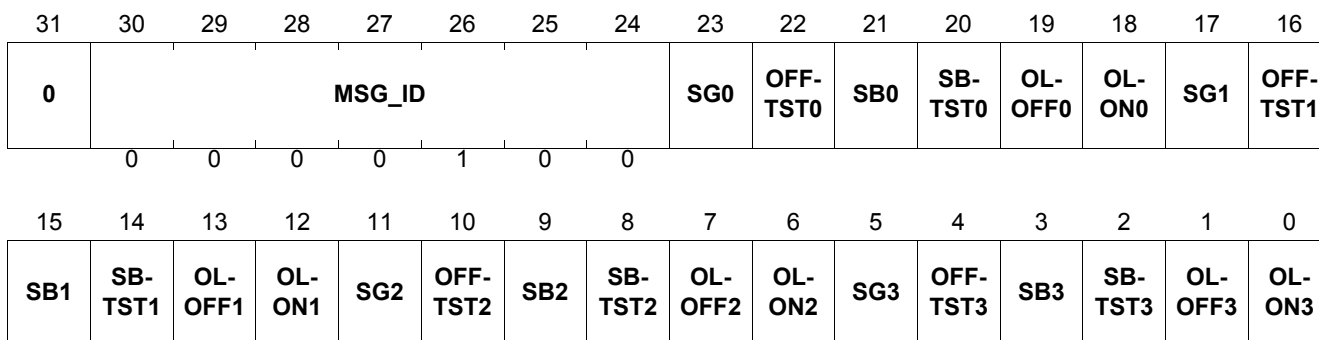 31 30 29 28 27 26 25 24 23 22 21 20 19 18 17 16
0 MSG_ID SG0 OFF-TST0 SB0 SB-TST0 OL-OFF0 OL-ON0 SG1 OFF-TST1
0 0 0 0 1 0 0
15 14 13 12 11 10 9 8 7 6 5 4 3 2 1 0
SB1 SB-TST1 OL-OFF1 OL-ON1 SG2 OFF-TST2 SB2 SB-TST2 OL-OFF2 OL-ON2 SG3 OFF-TST3 SB3 SB-TST3 OL-OFF3 OL-ON3